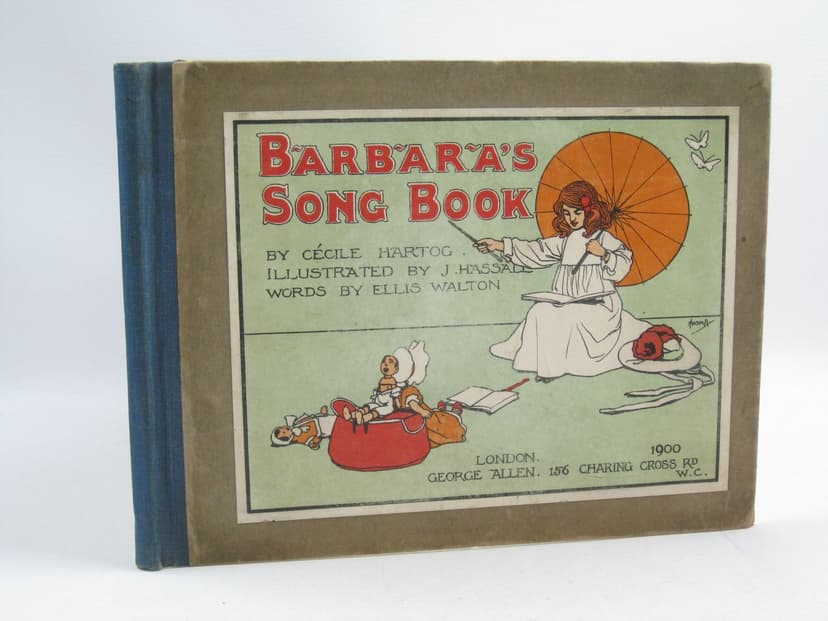 BARBARA'S
SONG BOOK
BY CÉCILE HARTOG.
ILLUSTRATED BY J. HASSALL
WORDS BY ELLIS WALTON
HASSALL
LONDON. 1900
GEORGE ALLEN. 156 CHARING CROSS RD
W.C.